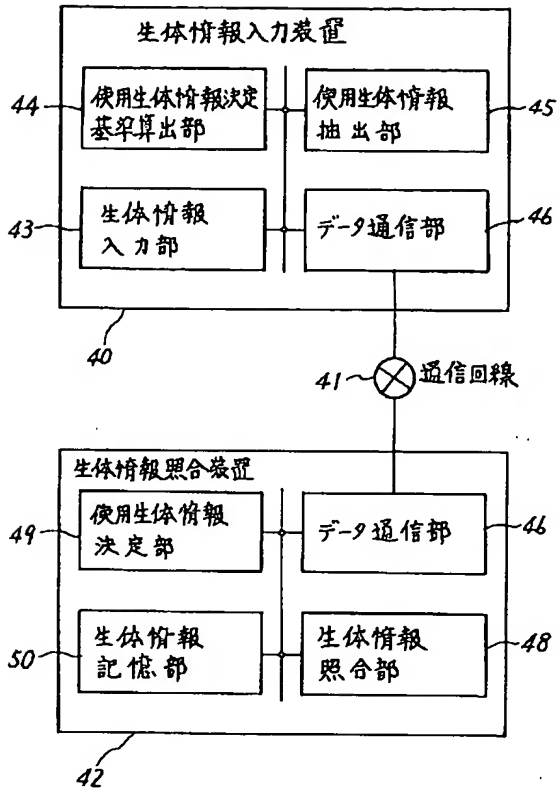 生体情報入力装置
44
使用生体情報決定
基準算出部
使用生体情報
抽出部
45
43
生体情報
入力部
データ通信部
46
40
41
通信回線
生体情報照合装置
49
使用生体情報
決定部
データ通信部
46
50
生体情報
記憶部
生体情報
照合部
48
42